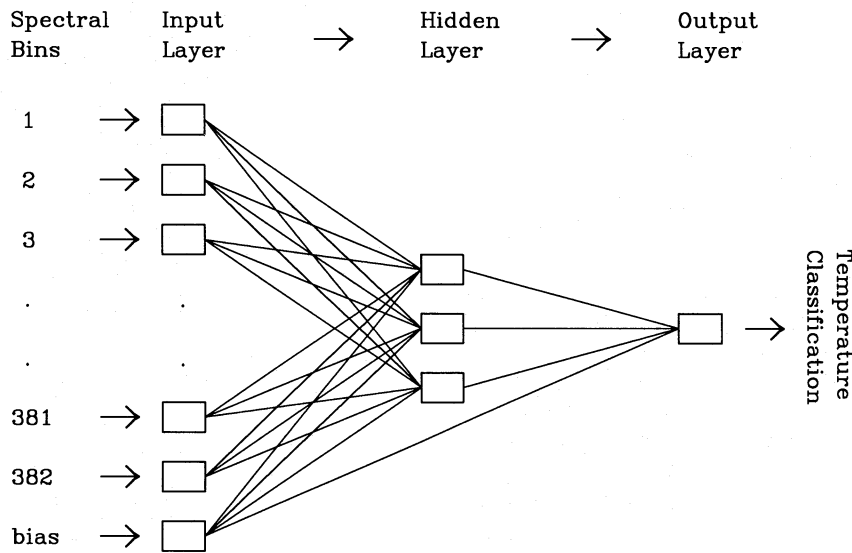 Spectral
Bins
Input
Layer
Hidden
Layer
Output
Layer
1
2
3
.
.
.
.
381
382
bias
Temperature
Classification